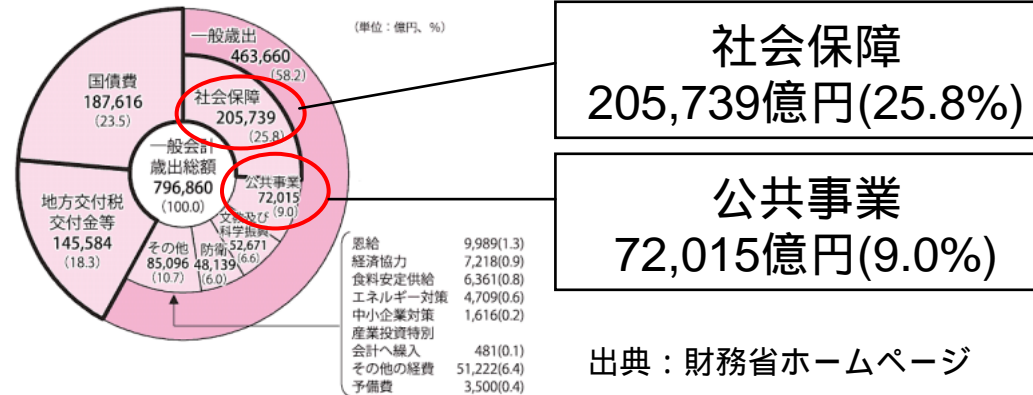 (単位：億円、%)
一般歳出
463,660
(58.2)
国債費
187,616
(23.5)
社会保障
205,739
(25.8)
一般会計
歳出総額
796,860
(100.0)
公共事業
72,015
(9.0)
地方交付税
交付金等
145,584
(18.3)
文教及び
科学振興
52,671
(6.6)
その他
85,096
(10.7)
防衛
48,139
(6.0)
恩給 9,989(1.3)
経済協力 7,218(0.9)
食料安定供給 6,361(0.8)
エネルギー対策 4,709(0.6)
中小企業対策 1,616(0.2)
産業投資特別
会計へ繰入 481(0.1)
その他の経費 51,222(6.4)
予備費 3,500(0.4)
社会保障
205,739億円(25.8%)
公共事業
72,015億円(9.0%)
出典：財務省ホームページ